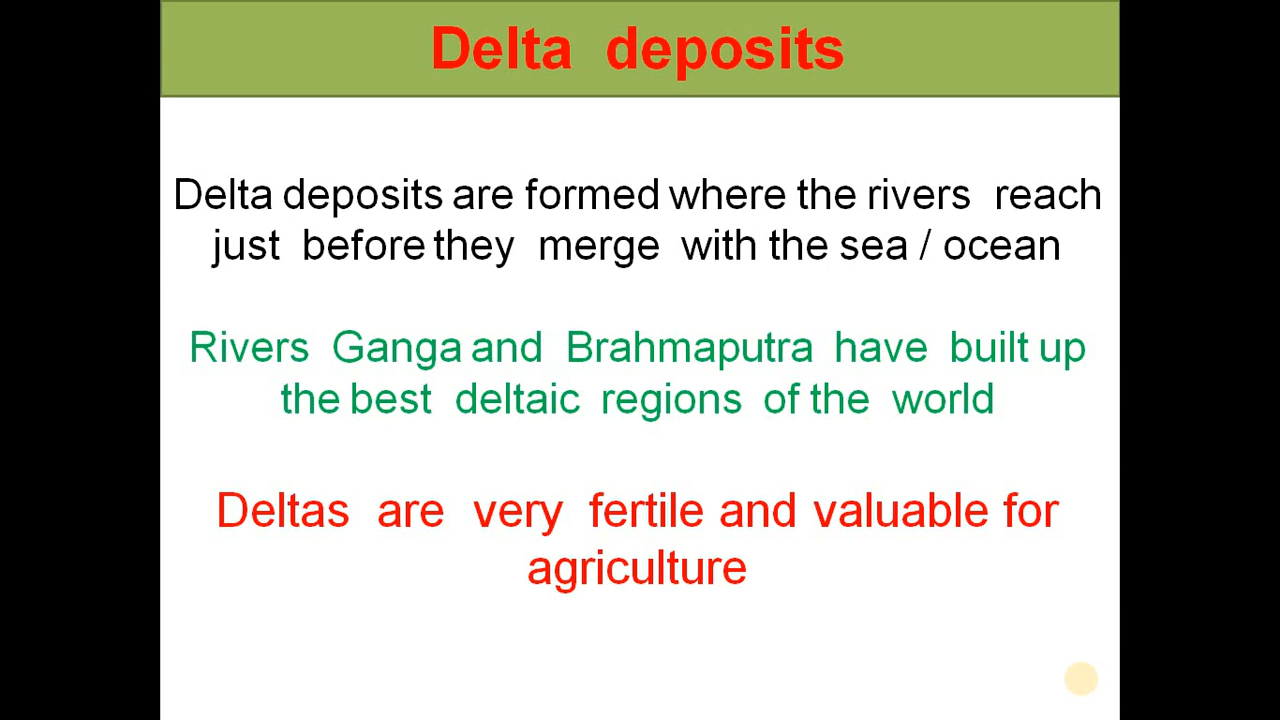 Delta deposits
Delta deposits are formed where the rivers reach
just before they merge with the sea / ocean
Rivers Ganga and Brahmaputra have built up
the best deltaic regions of the world
Deltas are very fertile and valuable for
agriculture